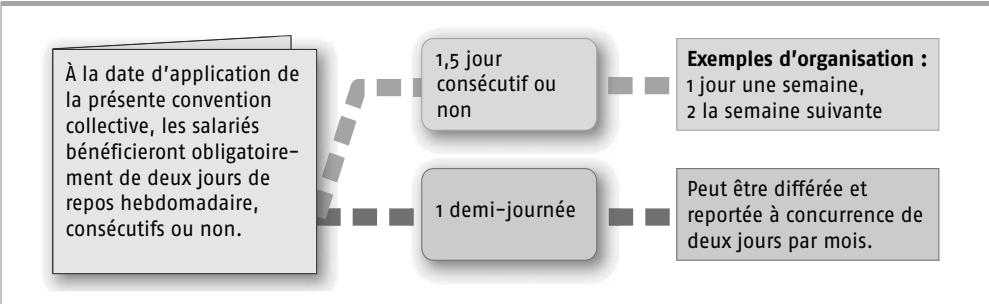 À la date d'application de
la présente convention
collective, les salariés
bénéficieront obligatoire-
ment de deux jours de
repos hebdomadaire,
consécutifs ou non.
1,5 jour
consécutif ou
non
Exemples d'organisation :
1 jour une semaine,
2 la semaine suivante
1 demi-journée
Peut être différée et
reportée à concurrence de
deux jours par mois.